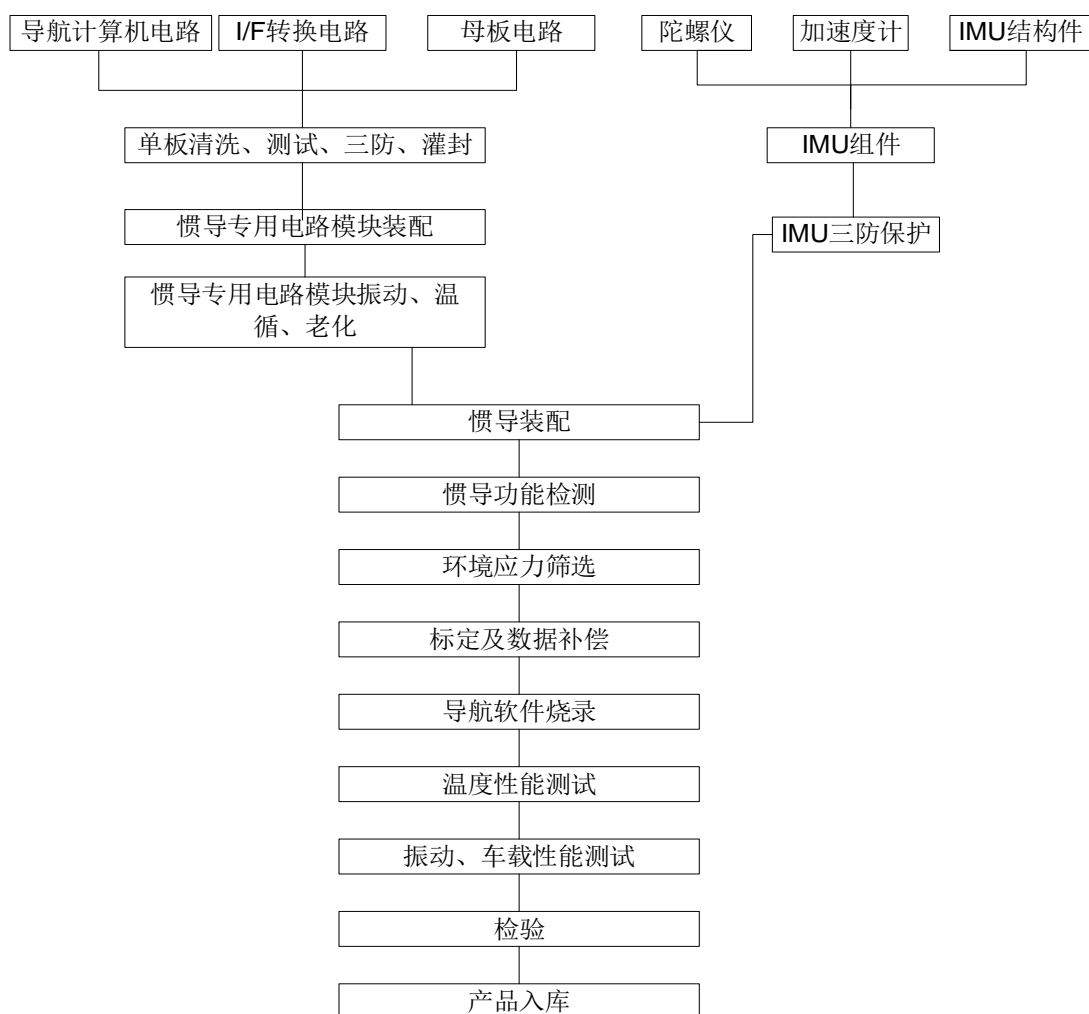 导航计算机电路
I/F转换电路
母板电路
陀螺仪
加速度计
IMU结构件
单板清洗、测试、三防、灌封
IMU组件
惯导专用电路模块装配
IMU三防保护
惯导专用电路模块振动、温
循、老化
惯导装配
惯导功能检测
环境应力筛选
标定及数据补偿
导航软件烧录
温度性能测试
振动、车载性能测试
检验
产品入库